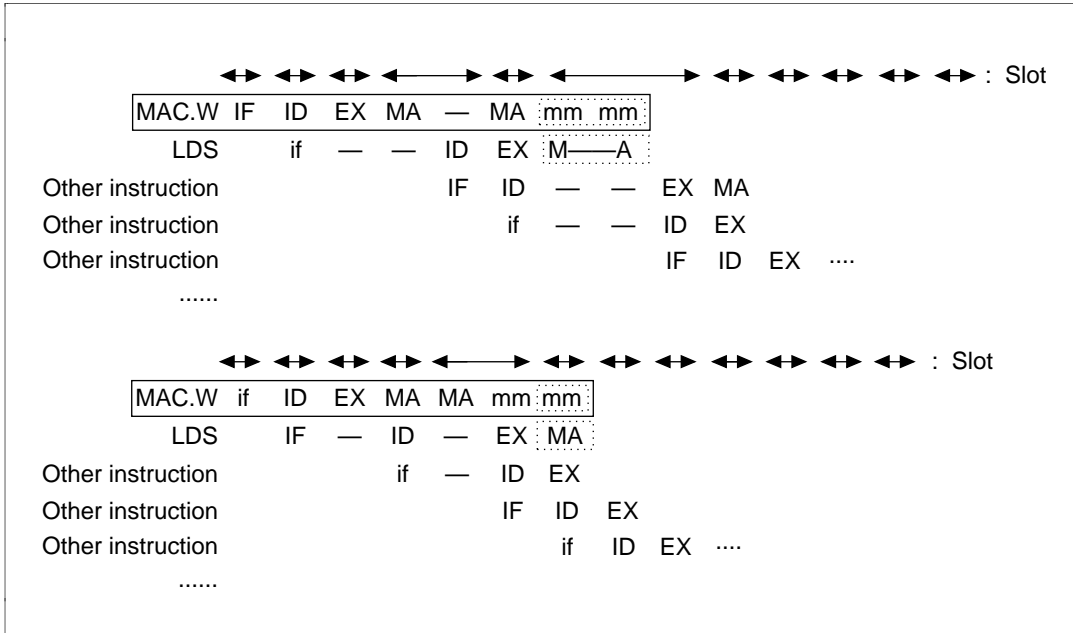 : Slot
MAC.W IF ID EX MA — MA mm mm
LDS if — — ID EX M——A
Other instruction IF ID — — EX MA
Other instruction if — — ID EX
Other instruction IF ID EX ....
......
: Slot
MAC.W if ID EX MA MA mm mm
LDS IF — ID — EX MA
Other instruction if — ID EX
Other instruction IF ID EX
Other instruction if ID EX ....
......